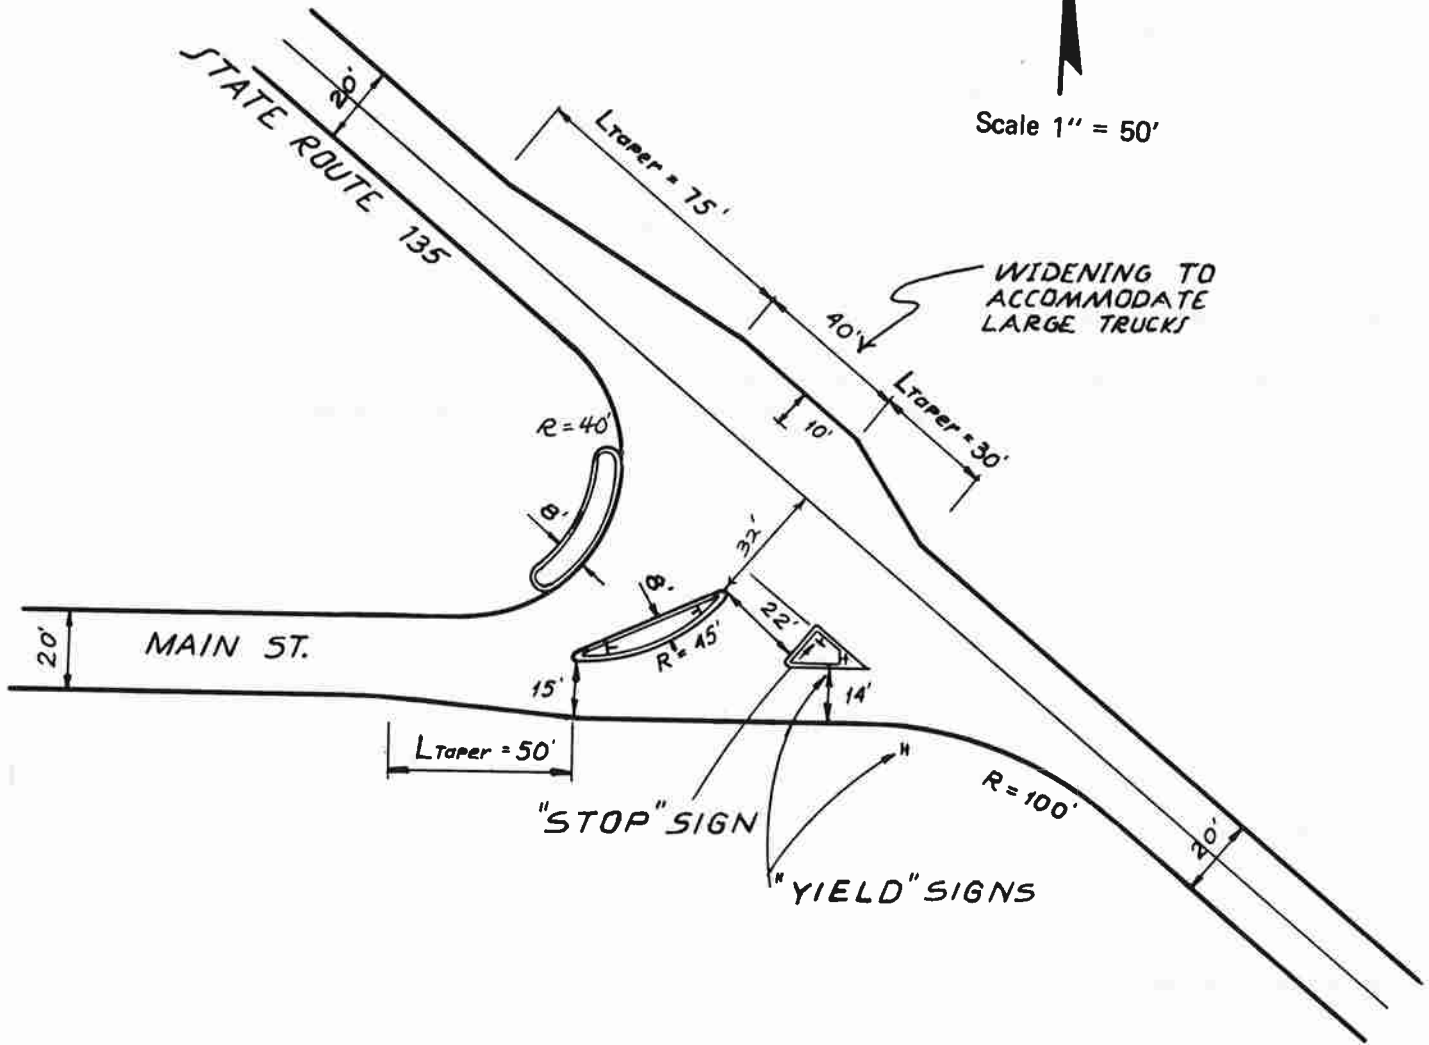 Scale 1" = 50'
20'
STATE ROUTE 135
LTaper = 75'
WIDENING TO
ACCOMMODATE
LARGE TRUCKS
40'
LTaper = 30'
10'
R = 40'
8'
32'
8'
22'
R = 45'
MAIN ST.
20'
15'
14'
LTaper = 50'
R = 100'
"STOP" SIGN
20'
"YIELD" SIGNS